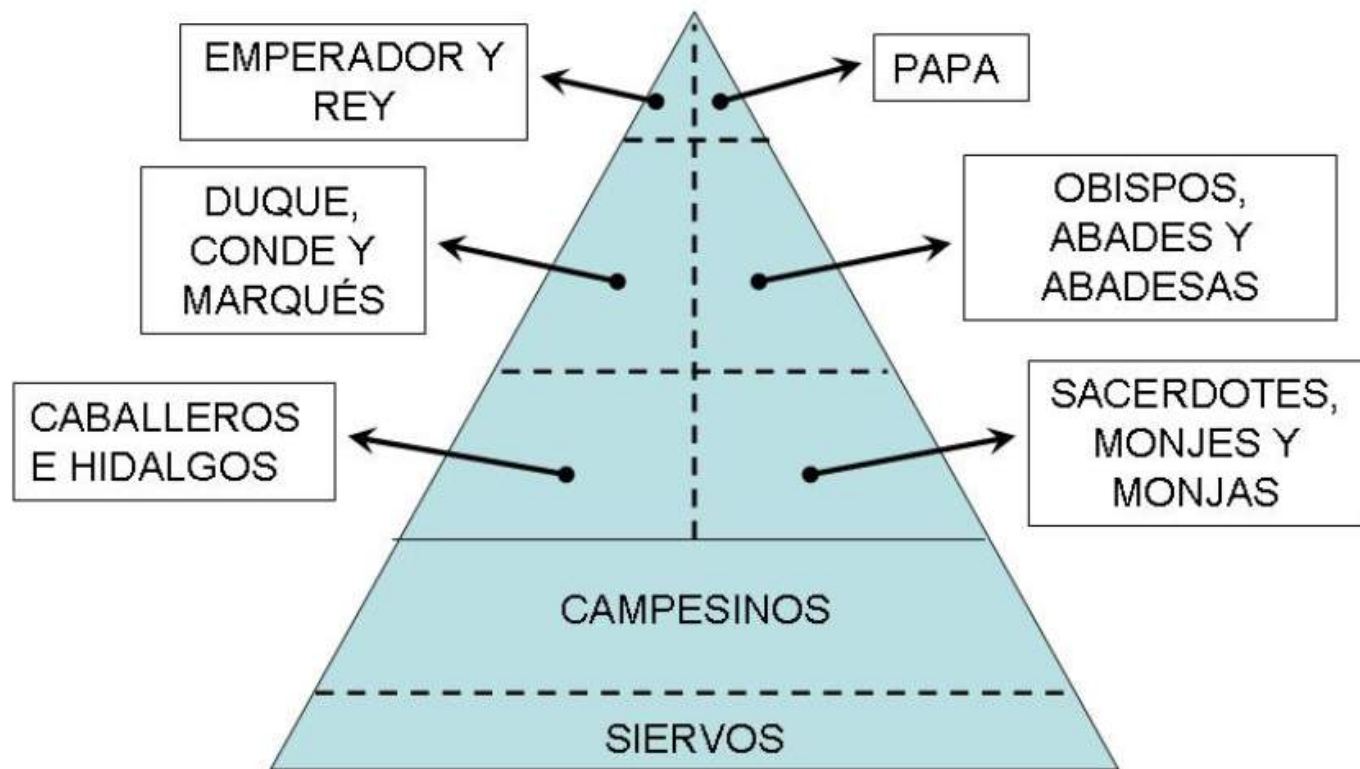 EMPERADOR Y
REY
PAPA
DUQUE,
CONDE Y
MARQUÉS
OBISPOS,
ABADES Y
ABADESAS
CABALLEROS
E HIDALGOS
SACERDOTES,
MONJES Y
MONJAS
CAMPESINOS
SIERVOS